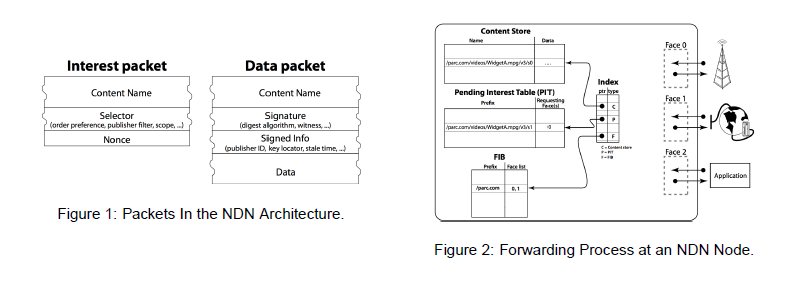 Interest packet
Content Name
Selector
(order preference, publisher filter, scope, ...)
Nonce
Data packet
Content Name
Signature
(digest algorithm, witness, ...)
Signed Info
(publisher ID, key locator, stale time, ...)
Data
Figure 1: Packets In the NDN Architecture.
Content Store
Name
Data
/parc.com/videos/WidgetA.mpg/v3/s0
...
Pending Interest Table (PIT)
Prefix
Requesting
Face(s)
/parc.com/videos/WidgetA.mpg/v3/s1
FIB
Prefix
Face list
/parc.com
0, 1
Index
ptr type
C
P
F
C = Content store
P = PIT
F = FIB
Face 0
Face 1
Face 2
Application
Figure 2: Forwarding Process at an NDN Node.